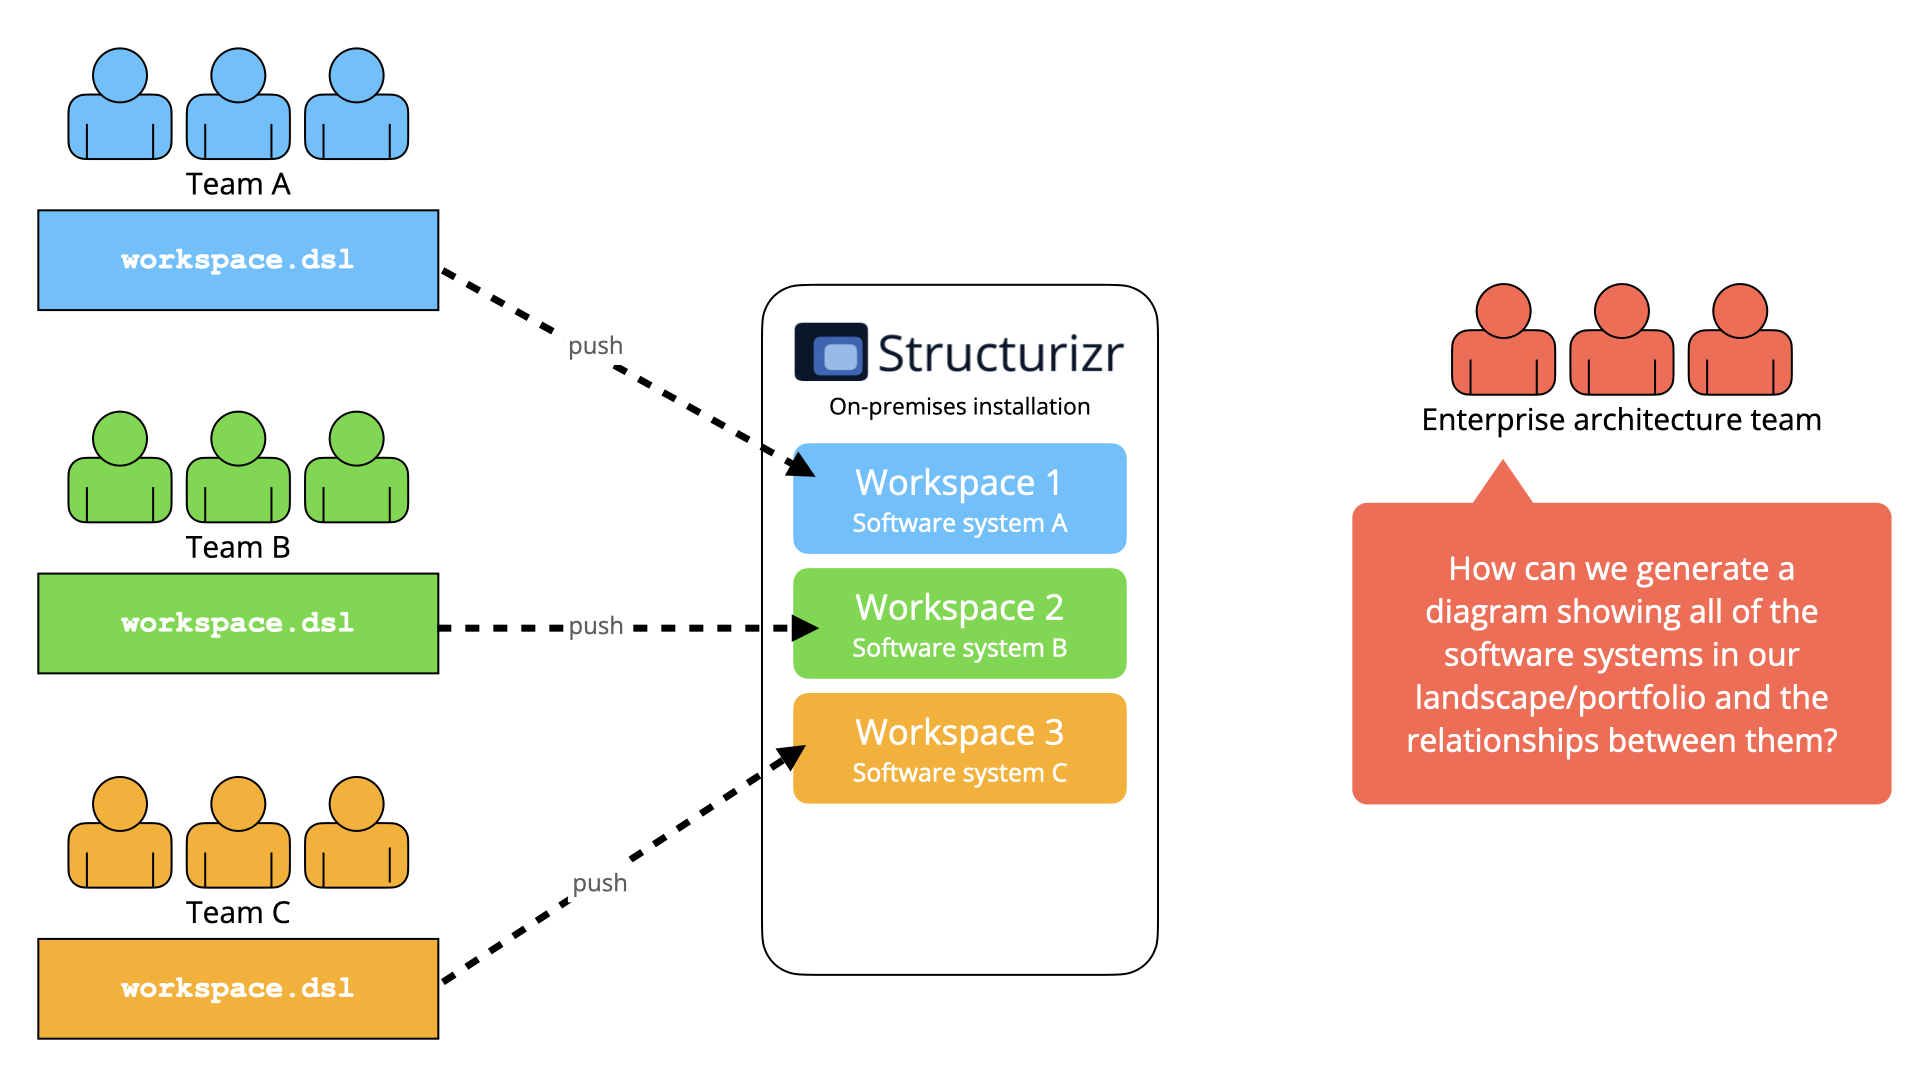 Team A
workspace.dsl
push
Team B
workspace.dsl
push
Team C
workspace.dsl
push
Structurizr
On-premises installation
Workspace 1
Software system A
Workspace 2
Software system B
Workspace 3
Software system C
Enterprise architecture team
How can we generate a
diagram showing all of the
software systems in our
landscape/portfolio and the
relationships between them?